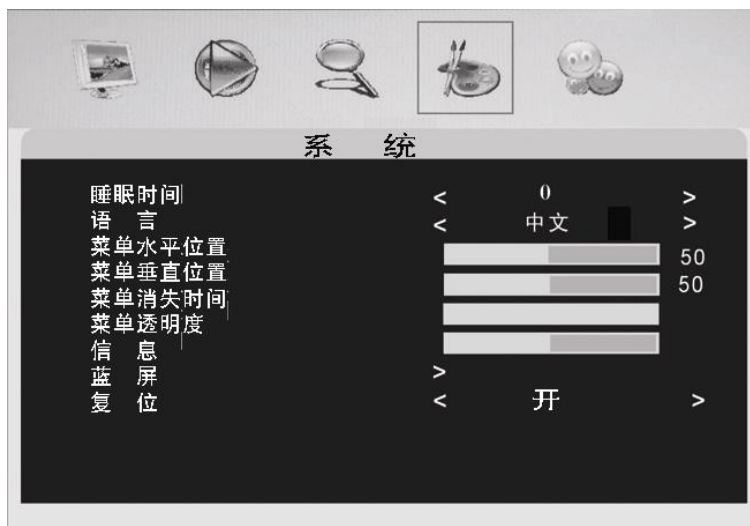 系 统
睡眠时间 < 0 >
语 言 < 中文 >
菜单水平位置 50
菜单垂直位置 50
菜单消失时间
菜单透明度
信 息
蓝 屏 >
复 位 < 开 >